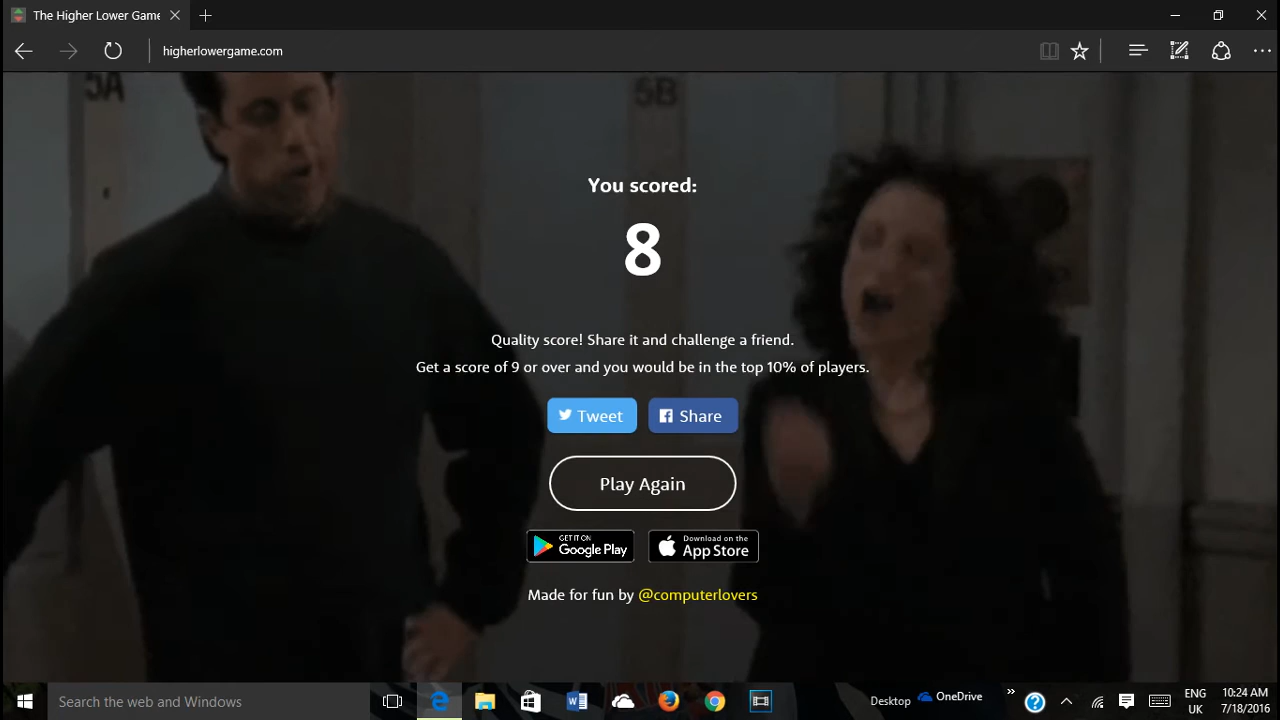 The Higher Lower Game
higherlowergame.com
5A
5B
You scored:
8
Quality score! Share it and challenge a friend.
Get a score of 9 or over and you would be in the top 10% of players.
Tweet
Share
Play Again
GET IT ON
Google Play
Download on the
App Store
Made for fun by @computerlovers
Search the web and Windows
Desktop
OneDrive
»
ENG
UK
10:24 AM
7/18/2016